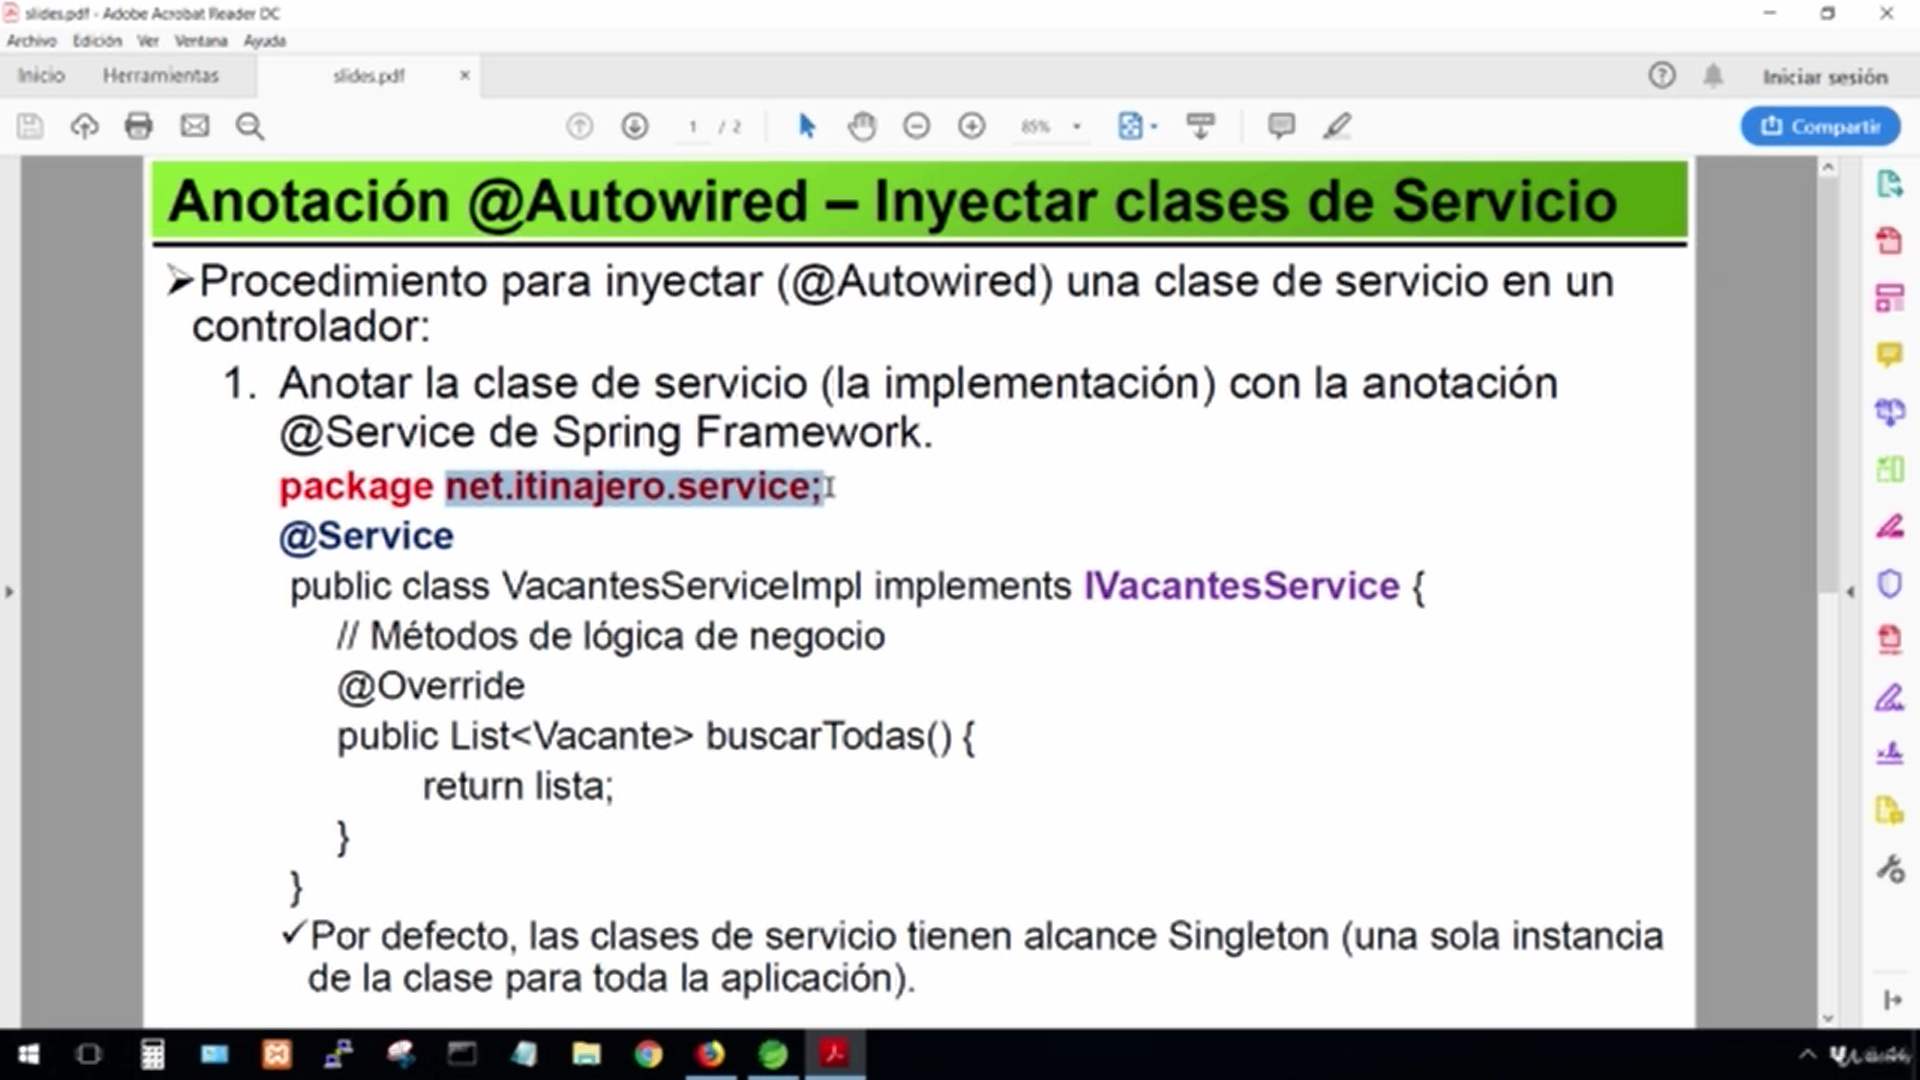 slides.pdf - Adobe Acrobat Reader DC
Archivo Edición Ver Ventana Ayuda
Inicio Herramientas slides.pdf Iniciar sesión
1 / 2 85% Compartir
Anotación @Autowired – Inyectar clases de Servicio
➢Procedimiento para inyectar (@Autowired) una clase de servicio en un
controlador:
1. Anotar la clase de servicio (la implementación) con la anotación
@Service de Spring Framework.
package net.itinajero.service;
@Service
public class VacantesServiceImpl implements IVacantesService {
// Métodos de lógica de negocio
@Override
public List<Vacante> buscarTodas() {
return lista;
}
}
✓Por defecto, las clases de servicio tienen alcance Singleton (una sola instancia
de la clase para toda la aplicación).